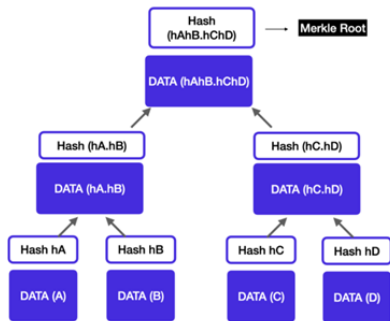 Hash
(hAhB.hChD)
Merkle Root
DATA (hAhB.hChD)
Hash (hA.hB)
Hash (hC.hD)
DATA (hA.hB)
DATA (hC.hD)
Hash hA
Hash hB
Hash hC
Hash hD
DATA (A)
DATA (B)
DATA (C)
DATA (D)